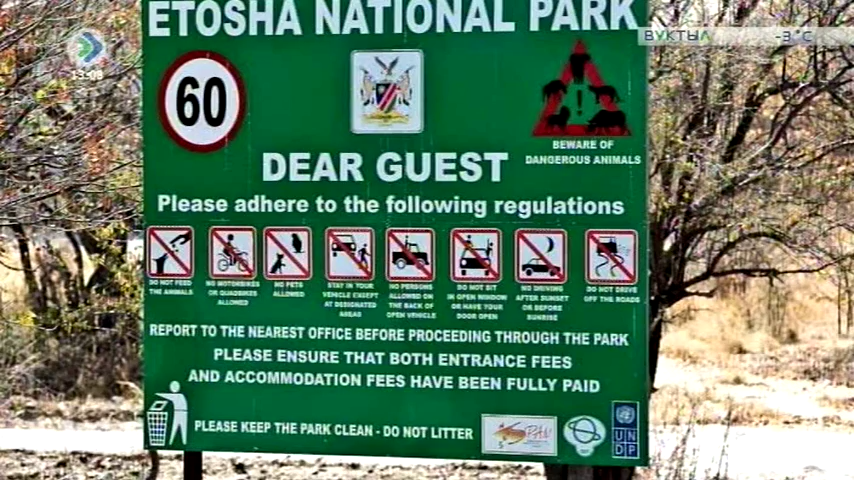 ETOSHA NATIONAL PARK
ВУКТЫЛ -3°C
13:08
60
BEWARE OF
DANGEROUS ANIMALS
DEAR GUEST
Please adhere to the following regulations
DO NOT FEED
THE ANIMALS
NO MOTORBIKES
OR QUADBIKES
ALLOWED
NO PETS
ALLOWED
STAY IN YOUR
VEHICLE EXCEPT
AT DESIGNATED
AREAS
NO PERSONS
ALLOWED ON
THE BACK OF
OPEN VEHICLE
DO NOT SIT
IN OPEN WINDOW
OR HAVE YOUR
DOOR OPEN
NO DRIVING
AFTER SUNSET
OR BEFORE
SUNRISE
DO NOT DRIVE
OFF THE ROADS
REPORT TO THE NEAREST OFFICE BEFORE PROCEEDING THROUGH THE PARK
PLEASE ENSURE THAT BOTH ENTRANCE FEES
AND ACCOMMODATION FEES HAVE BEEN FULLY PAID
PLEASE KEEP THE PARK CLEAN - DO NOT LITTER
SPAN
UN
DP